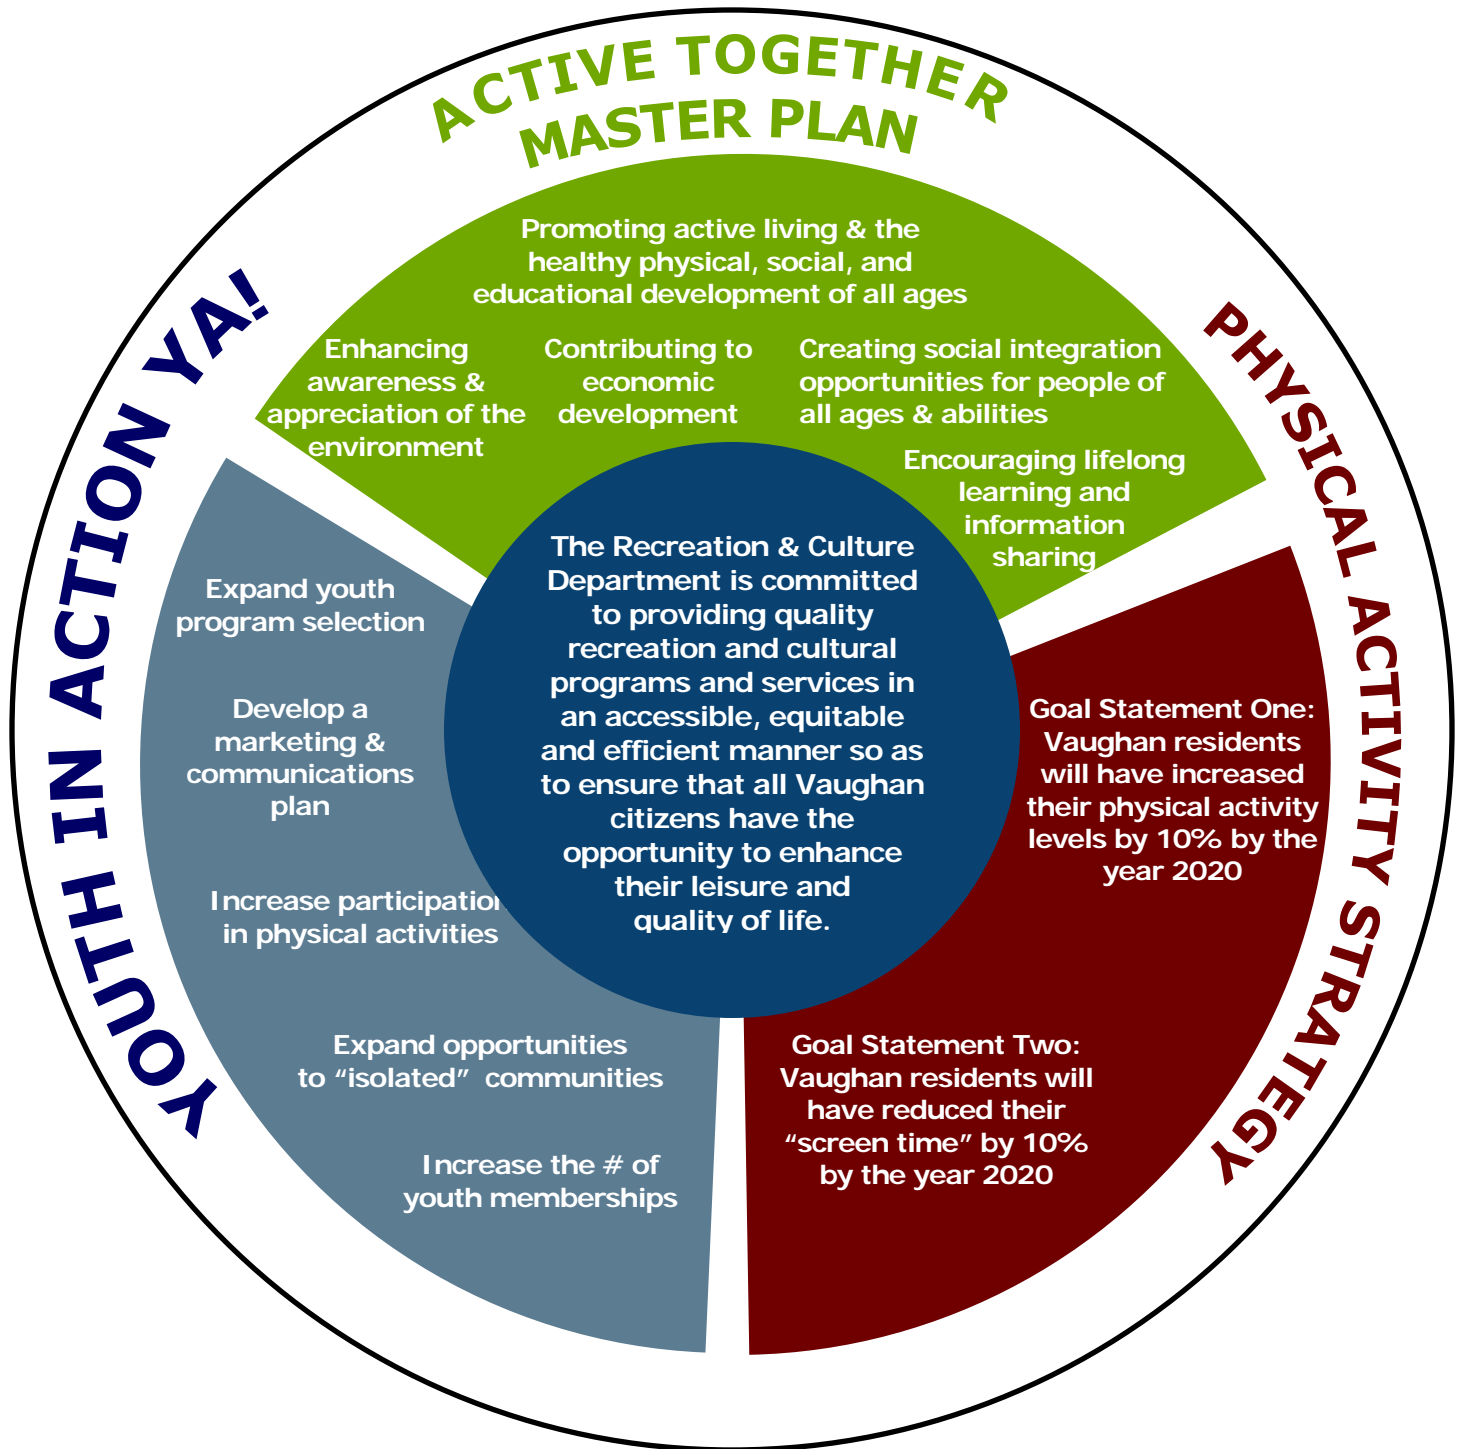 ACTIVE TOGETHER
MASTER PLAN
Promoting active living & the
healthy physical, social, and
educational development of all ages
Enhancing
awareness &
appreciation of the
environment
Contributing to
economic
development
Creating social integration
opportunities for people of
all ages & abilities
Encouraging lifelong
learning and
information
sharing
PHYSICAL ACTIVITY STRATEGY
Goal Statement One:
Vaughan residents
will have increased
their physical activity
levels by 10% by the
year 2020
Goal Statement Two:
Vaughan residents will
have reduced their
“screen time” by 10%
by the year 2020
YOUTH IN ACTION YA!
Expand youth
program selection
Develop a
marketing &
communications
plan
Increase participation
in physical activities
Expand opportunities
to “isolated” communities
Increase the # of
youth memberships
The Recreation & Culture
Department is committed
to providing quality
recreation and cultural
programs and services in
an accessible, equitable
and efficient manner so as
to ensure that all Vaughan
citizens have the
opportunity to enhance
their leisure and
quality of life.